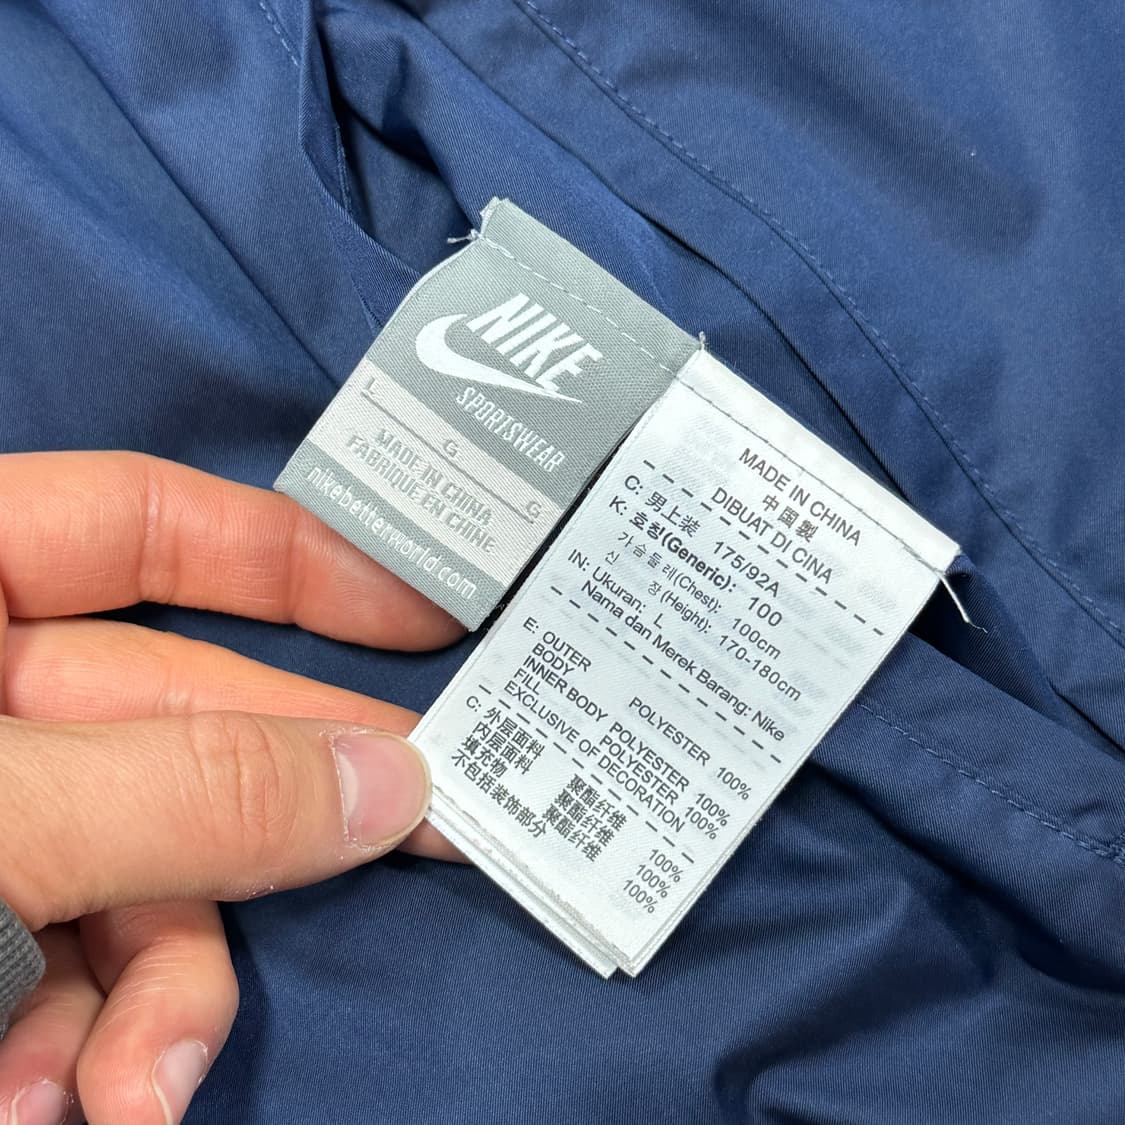 NIKE
SPORTSWEAR
L G G
MADE IN CHINA
FABRIQUE EN CHINE
nikebetterworld.com
MADE IN CHINA
中国製
DIBUAT DI CINA
C: 男上装 175/92A
K: 호칭(Generic): 100
가슴둘레(Chest): 100cm
신 장(Height): 170-180cm
IN: Ukuran: L
Nama dan Merek Barang: Nike
E: OUTER
BODY POLYESTER 100%
INNER BODY POLYESTER 100%
FILL POLYESTER 100%
EXCLUSIVE OF DECORATION
C: 外层面料 聚酯纤维 100%
内层面料 聚酯纤维 100%
填充物 聚酯纤维 100%
不包括装饰部分